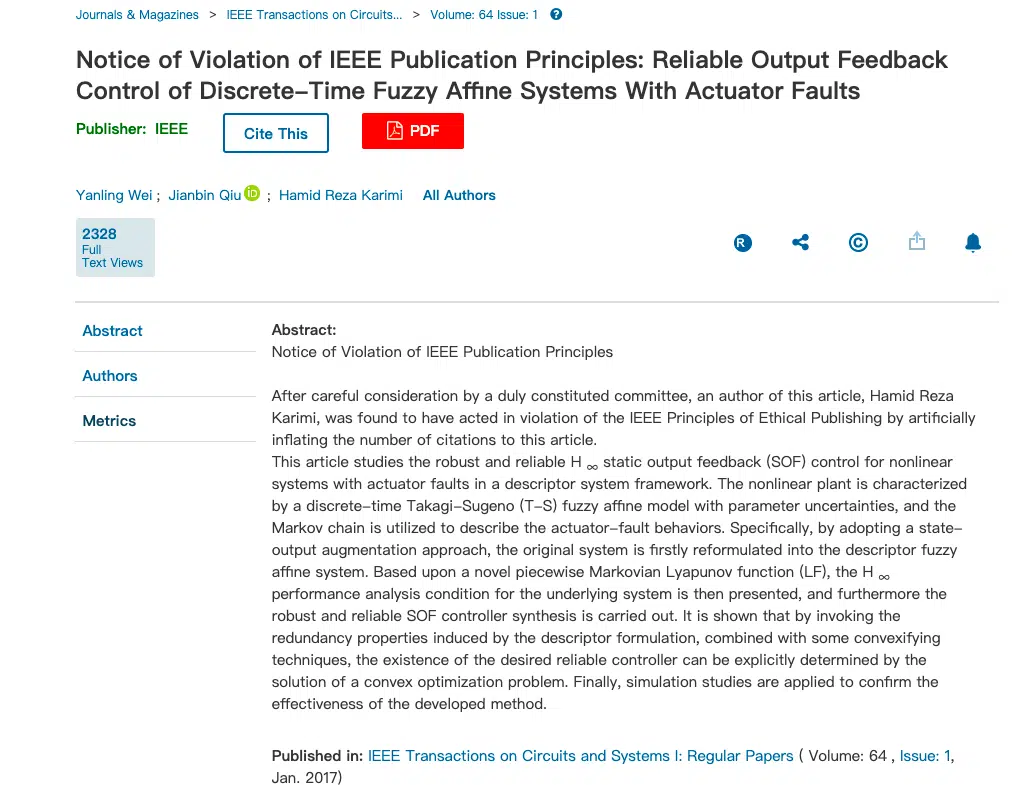 Journals & Magazines > IEEE Transactions on Circuits... > Volume: 64 Issue: 1 ?
Notice of Violation of IEEE Publication Principles: Reliable Output Feedback
Control of Discrete-Time Fuzzy Affine Systems With Actuator Faults
Publisher: IEEE
Cite This
PDF
Yanling Wei ; Jianbin Qiu iD ; Hamid Reza Karimi All Authors
2328
Full
Text Views
R
©
Abstract
Authors
Metrics
Abstract:
Notice of Violation of IEEE Publication Principles
After careful consideration by a duly constituted committee, an author of this article, Hamid Reza
Karimi, was found to have acted in violation of the IEEE Principles of Ethical Publishing by artificially
inflating the number of citations to this article.
This article studies the robust and reliable H ∞ static output feedback (SOF) control for nonlinear
systems with actuator faults in a descriptor system framework. The nonlinear plant is characterized
by a discrete-time Takagi-Sugeno (T-S) fuzzy affine model with parameter uncertainties, and the
Markov chain is utilized to describe the actuator-fault behaviors. Specifically, by adopting a state-
output augmentation approach, the original system is firstly reformulated into the descriptor fuzzy
affine system. Based upon a novel piecewise Markovian Lyapunov function (LF), the H ∞
performance analysis condition for the underlying system is then presented, and furthermore the
robust and reliable SOF controller synthesis is carried out. It is shown that by invoking the
redundancy properties induced by the descriptor formulation, combined with some convexifying
techniques, the existence of the desired reliable controller can be explicitly determined by the
solution of a convex optimization problem. Finally, simulation studies are applied to confirm the
effectiveness of the developed method.
Published in: IEEE Transactions on Circuits and Systems I: Regular Papers ( Volume: 64 , Issue: 1,
Jan. 2017)